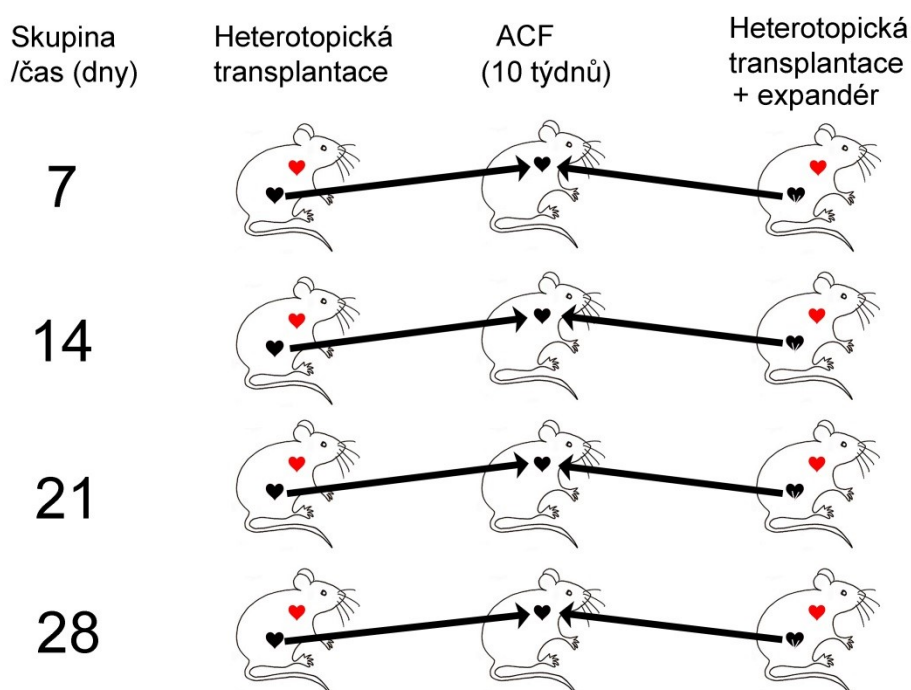 Skupina
/čas (dny)
Heterotopická
transplantace
ACF
(10 týdnů)
Heterotopická
transplantace
+ expandér
7
14
21
28